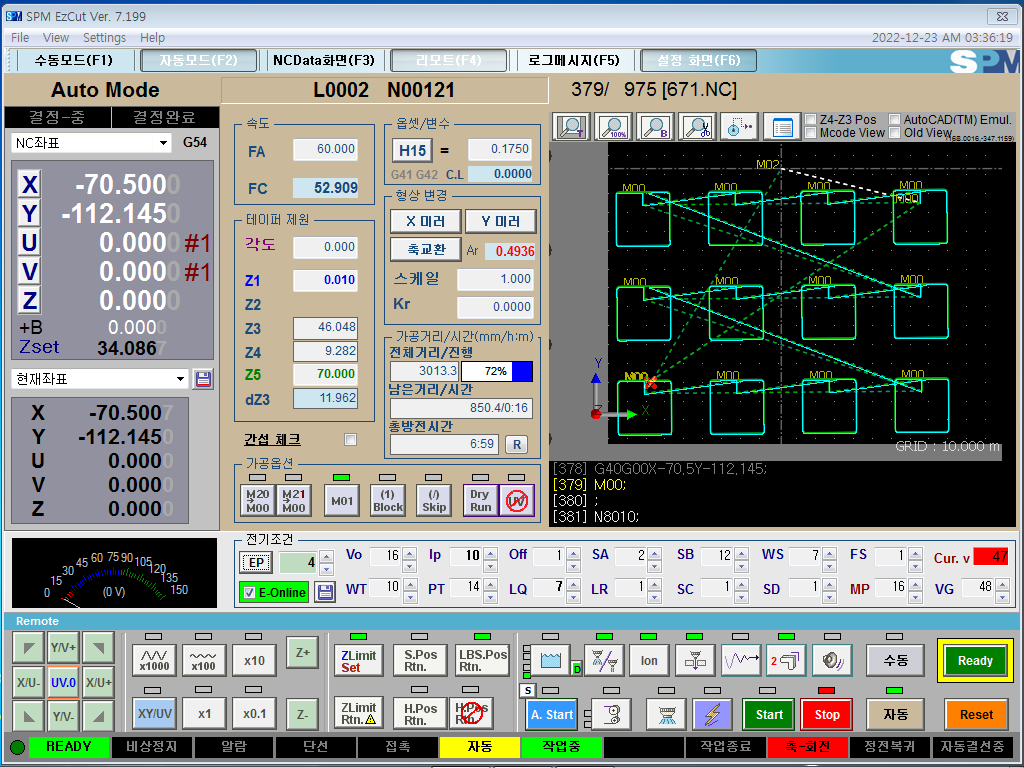 SPM EzCut Ver. 7.199
File View Settings Help
2022-12-23 AM 03:36:19
수동모드(F1) 자동모드(F2) NCData화면(F3) 리모트(F4) 로그메시지(F5) 설정 화면(F6)
SPM
Auto Mode
L0002 N00121
379/ 975 [671.NC]
결정-중 결정완료
NC좌표 G54
X -70.5000
Y -112.1450
U 0.0000 #1
V 0.0000 #1
Z 0.0000
+B 0.0000
Zset 34.0867
현재좌표
X -70.5007
Y -112.1450
U 0.0000
V 0.0000
Z 0.0000
속도
FA 60.000
FC 52.909
테이퍼 제원
각도 0.000
Z1 0.010
Z2
Z3 46.048
Z4 9.282
Z5 70.000
dZ3 11.962
간섭 체크
옵셋/변수
H15 = 0.1750
G41 G42 C.L 0.0000
형상 변경
X 미러 Y 미러
축교환 Ar 0.4936
스케일 1.000
Kr 0.0000
가공거리/시간(mm/h:m)
전체거리/진행
3013.3 72%
남은거리/시간
850.4/0:16
총방전시간
6:59 R
가공옵션
M20 M00
M21 M00
M01
(1) Block
(/) Skip
Dry Run
UV
T 100% B
Z4-Z3 Pos AutoCAD(TM) Emul.
Mcode View Old View
(68.0016,-347.1159)
M02
M00 M00 M00 M00
M00 M00 M00 M00
M00 M00 M00 M00
Y
X
GRID : 10.000 m
[378] G40G00X-70,5Y-112,145;
[379] M00;
[380] ;
[381] N8010;
0 15 30 45 60 75 90 105 120 135 150
(0 V)
전기조건
EP 4
E-Online
Vo 16 Ip 10 Off 1 SA 2 SB 12 WS 7 FS 1 Cur. v 47
WT 10 PT 14 LQ 7 LR 1 SC 1 SD 1 MP 16 VG 48
Remote
Y/V+
X/U- UV.0 X/U+
Y/V-
x1000 x100 x10 Z+
XY/UV x1 x0.1 Z-
ZLimit Set
S.Pos Rtn.
LBS.Pos Rtn.
ZLimit Rtn.
H.Pos Rtn.
D Ion 2 수동 Ready
S A. Start Start Stop 자동 Reset
READY 비상정지 알람 단선 접촉 자동 작업중 작업종료 축-회전 정전복귀 자동결선중